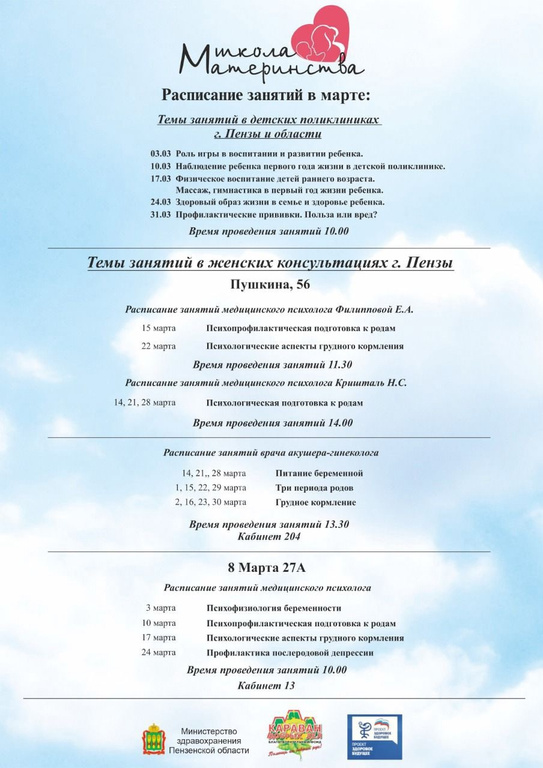 школа
Материнства
Расписание занятий в марте:
Темы занятий в детских поликлиниках
г. Пензы и области
03.03 Роль игры в воспитании и развитии ребенка.
10.03 Наблюдение ребенка первого года жизни в детской поликлинике.
17.03 Физическое воспитание детей раннего возраста.
Массаж, гимнастика в первый год жизни ребенка.
24.03 Здоровый образ жизни в семье и здоровье ребенка.
31.03 Профилактические прививки. Польза или вред?
Время проведения занятий 10.00
Темы занятий в женских консультациях г. Пензы
Пушкина, 56
Расписание занятий медицинского психолога Филипповой Е.А.
15 марта Психопрофилактическая подготовка к родам
22 марта Психологические аспекты грудного кормления
Время проведения занятий 11.30
Расписание занятий медицинского психолога Кришталь Н.С.
14, 21, 28 марта Психологическая подготовка к родам
Время проведения занятий 14.00
Расписание занятий врача акушера-гинеколога
14, 21,, 28 марта Питание беременной
1, 15, 22, 29 марта Три периода родов
2, 16, 23, 30 марта Грудное кормление
Время проведения занятий 13.30
Кабинет 204
8 Марта 27А
Расписание занятий медицинского психолога
3 марта Психофизиология беременности
10 марта Психопрофилактическая подготовка к родам
17 марта Психологические аспекты грудного кормления
24 марта Профилактика послеродовой депрессии
Время проведения занятий 10.00
Кабинет 13
Министерство
здравохранения
Пензенской области
КАРАВАН
ПРОЕКТ
ЗДОРОВОЕ
БУДУЩЕЕ
ПРОЕКТ
ЗДОРОВОЕ
БУДУЩЕЕ